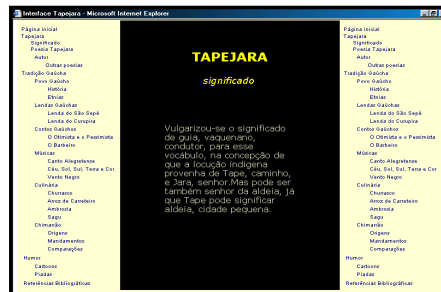 Interface Tapejara - Microsoft Internet Explorer
Página inicial
Tapejara
Significado
Poesia Tapejara
Autor
Outras poesias
Tradição Gaúcha
Povo Gaúcho
História
Etnias
Lendas Gaúchas
Lenda do São Sepé
Lenda do Curupira
Contos Gaúchos
O Otimista e o Pessimista
O Barbeiro
Músicas
Canto Alegretense
Céu, Sol, Sul, Terra e Cor
Vento Negro
Culinária
Churrasco
Arroz de Carreteiro
Ambrosia
Sagu
Chimarrão
Origens
Mandamentos
Comparações
Humor
Cartoons
Piadas
Referências Bibliográficas
TAPEJARA
significado
Vulgarizou-se o significado
de guia, vaquenano,
condutor, para esse
vocábulo, na concepção de
que a locução indígena
provenha de Tape, caminho,
e Jara, senhor.Mas pode ser
também senhor da aldeia, já
que Tape pode significar
aldeia, cidade pequena.
Página inicial
Tapejara
Significado
Poesia Tapejara
Autor
Outras poesias
Tradição Gaúcha
Povo Gaúcho
História
Etnias
Lendas Gaúchas
Lenda do São Sepé
Lenda do Curupira
Contos Gaúchos
O Otimista e o Pessimista
O Barbeiro
Músicas
Canto Alegretense
Céu, Sol, Sul, Terra e Cor
Vento Negro
Culinária
Churrasco
Arroz de Carreteiro
Ambrosia
Sagu
Chimarrão
Origens
Mandamentos
Comparações
Humor
Cartoons
Piadas
Referências Bibliográficas